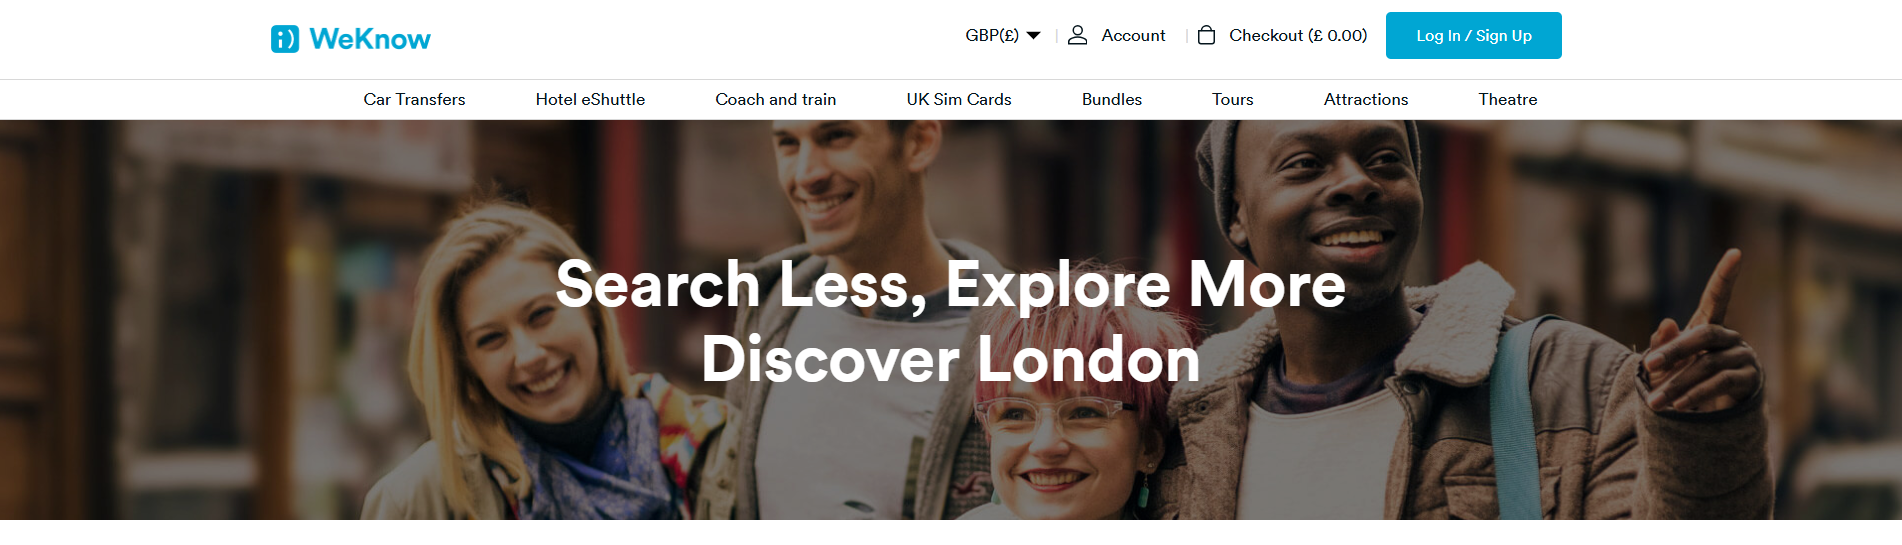 WeKnow
GBP(£)
Account
Checkout (£ 0.00)
Log In / Sign Up
Car Transfers
Hotel eShuttle
Coach and train
UK Sim Cards
Bundles
Tours
Attractions
Theatre
Search Less, Explore More
Discover London